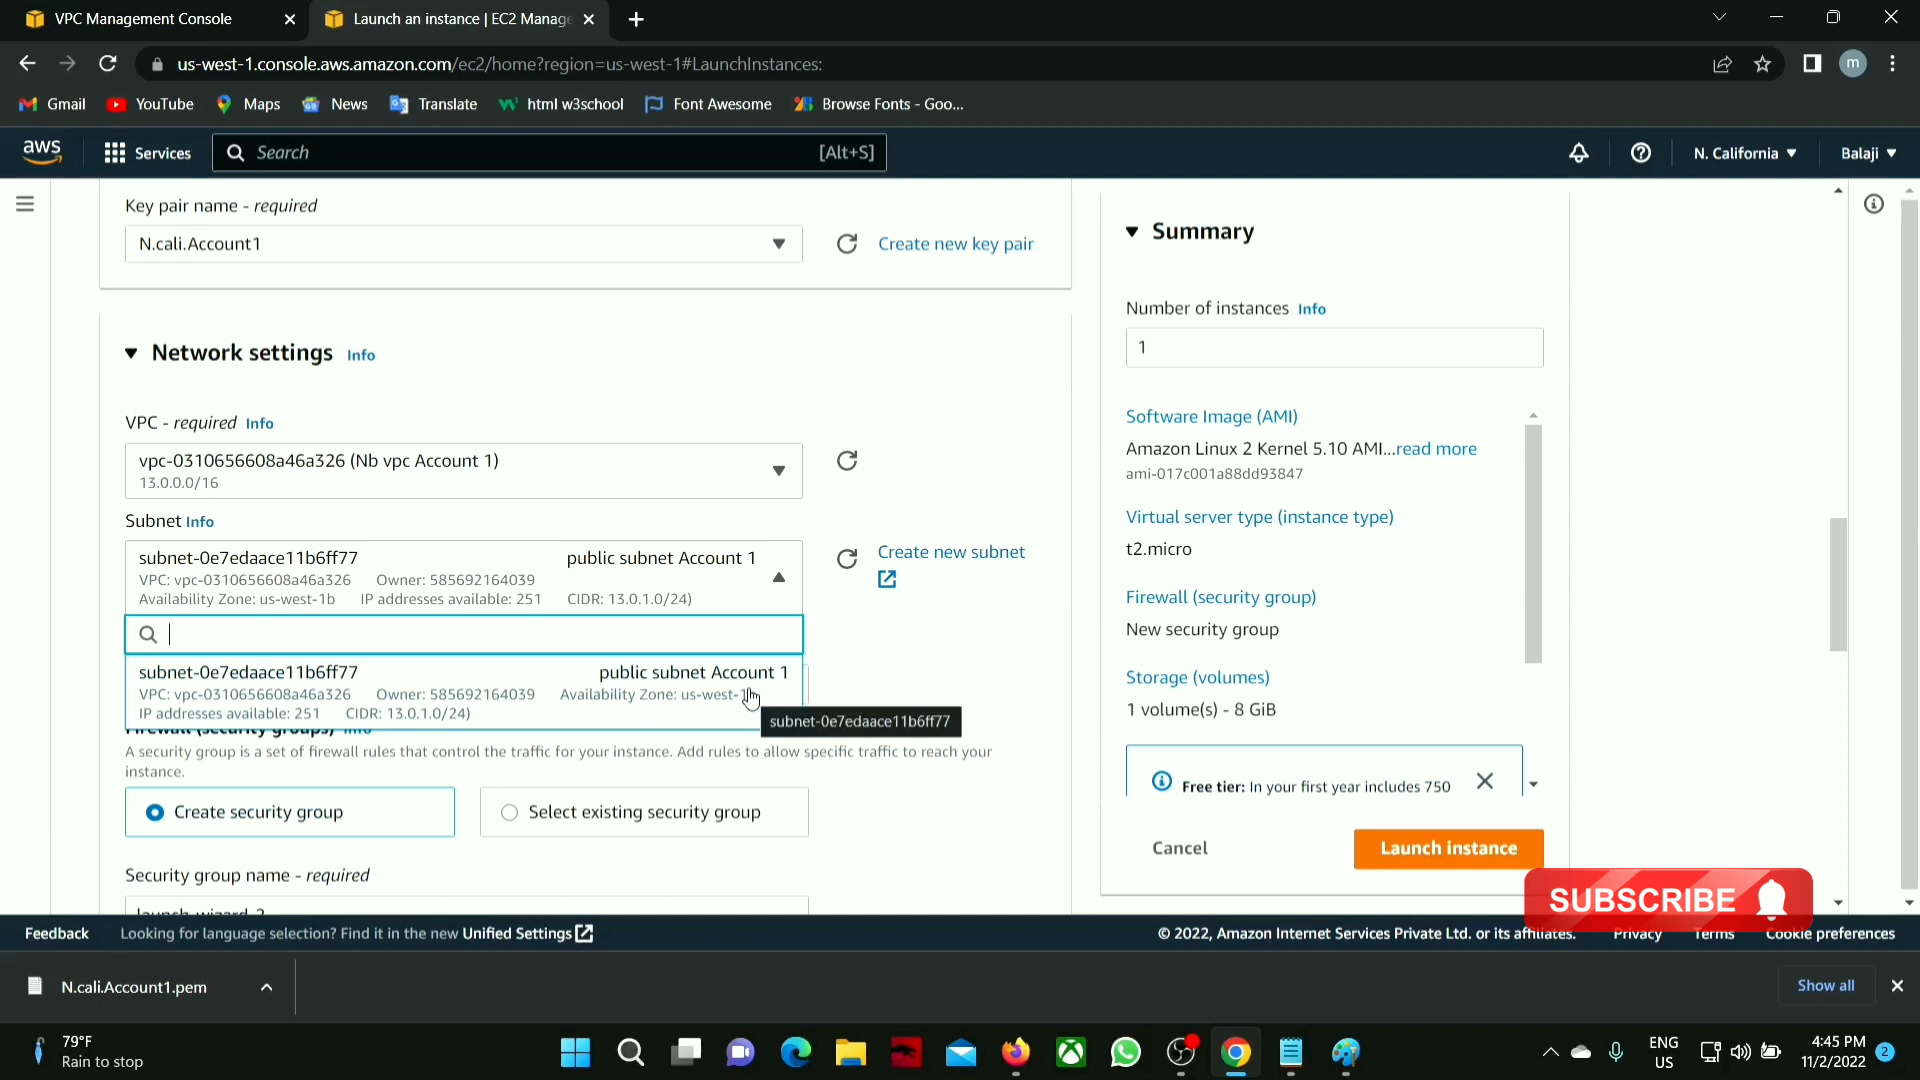 VPC Management Console
Launch an instance | EC2 Manag
us-west-1.console.aws.amazon.com/ec2/home?region=us-west-1#LaunchInstances:
m
Gmail
YouTube
Maps
News
Translate
html w3school
Font Awesome
Browse Fonts - Goo...
aws
Services
Search
[Alt+S]
N. California
Balaji
Key pair name - required
N.cali.Account1
Create new key pair
Network settings Info
VPC - required Info
vpc-0310656608a46a326 (Nb vpc Account 1)
13.0.0.0/16
Subnet Info
subnet-0e7edaace11b6ff77 public subnet Account 1
VPC: vpc-0310656608a46a326 Owner: 585692164039
Availability Zone: us-west-1b IP addresses available: 251 CIDR: 13.0.1.0/24)
Create new subnet
subnet-0e7edaace11b6ff77 public subnet Account 1
VPC: vpc-0310656608a46a326 Owner: 585692164039 Availability Zone: us-west-
IP addresses available: 251 CIDR: 13.0.1.0/24)
subnet-0e7edaace11b6ff77
Firewall (security groups) Info
A security group is a set of firewall rules that control the traffic for your instance. Add rules to allow specific traffic to reach your
instance.
Create security group
Select existing security group
Security group name - required
launch-wizard-2
Summary
Number of instances Info
1
Software Image (AMI)
Amazon Linux 2 Kernel 5.10 AMI...read more
ami-017c001a88dd93847
Virtual server type (instance type)
t2.micro
Firewall (security group)
New security group
Storage (volumes)
1 volume(s) - 8 GiB
Free tier: In your first year includes 750
Cancel
Launch instance
SUBSCRIBE
Feedback
Looking for language selection? Find it in the new Unified Settings
© 2022, Amazon Internet Services Private Ltd. or its affiliates.
Privacy
Terms
Cookie preferences
N.cali.Account1.pem
Show all
79°F
Rain to stop
ENG
US
4:45 PM
11/2/2022
2